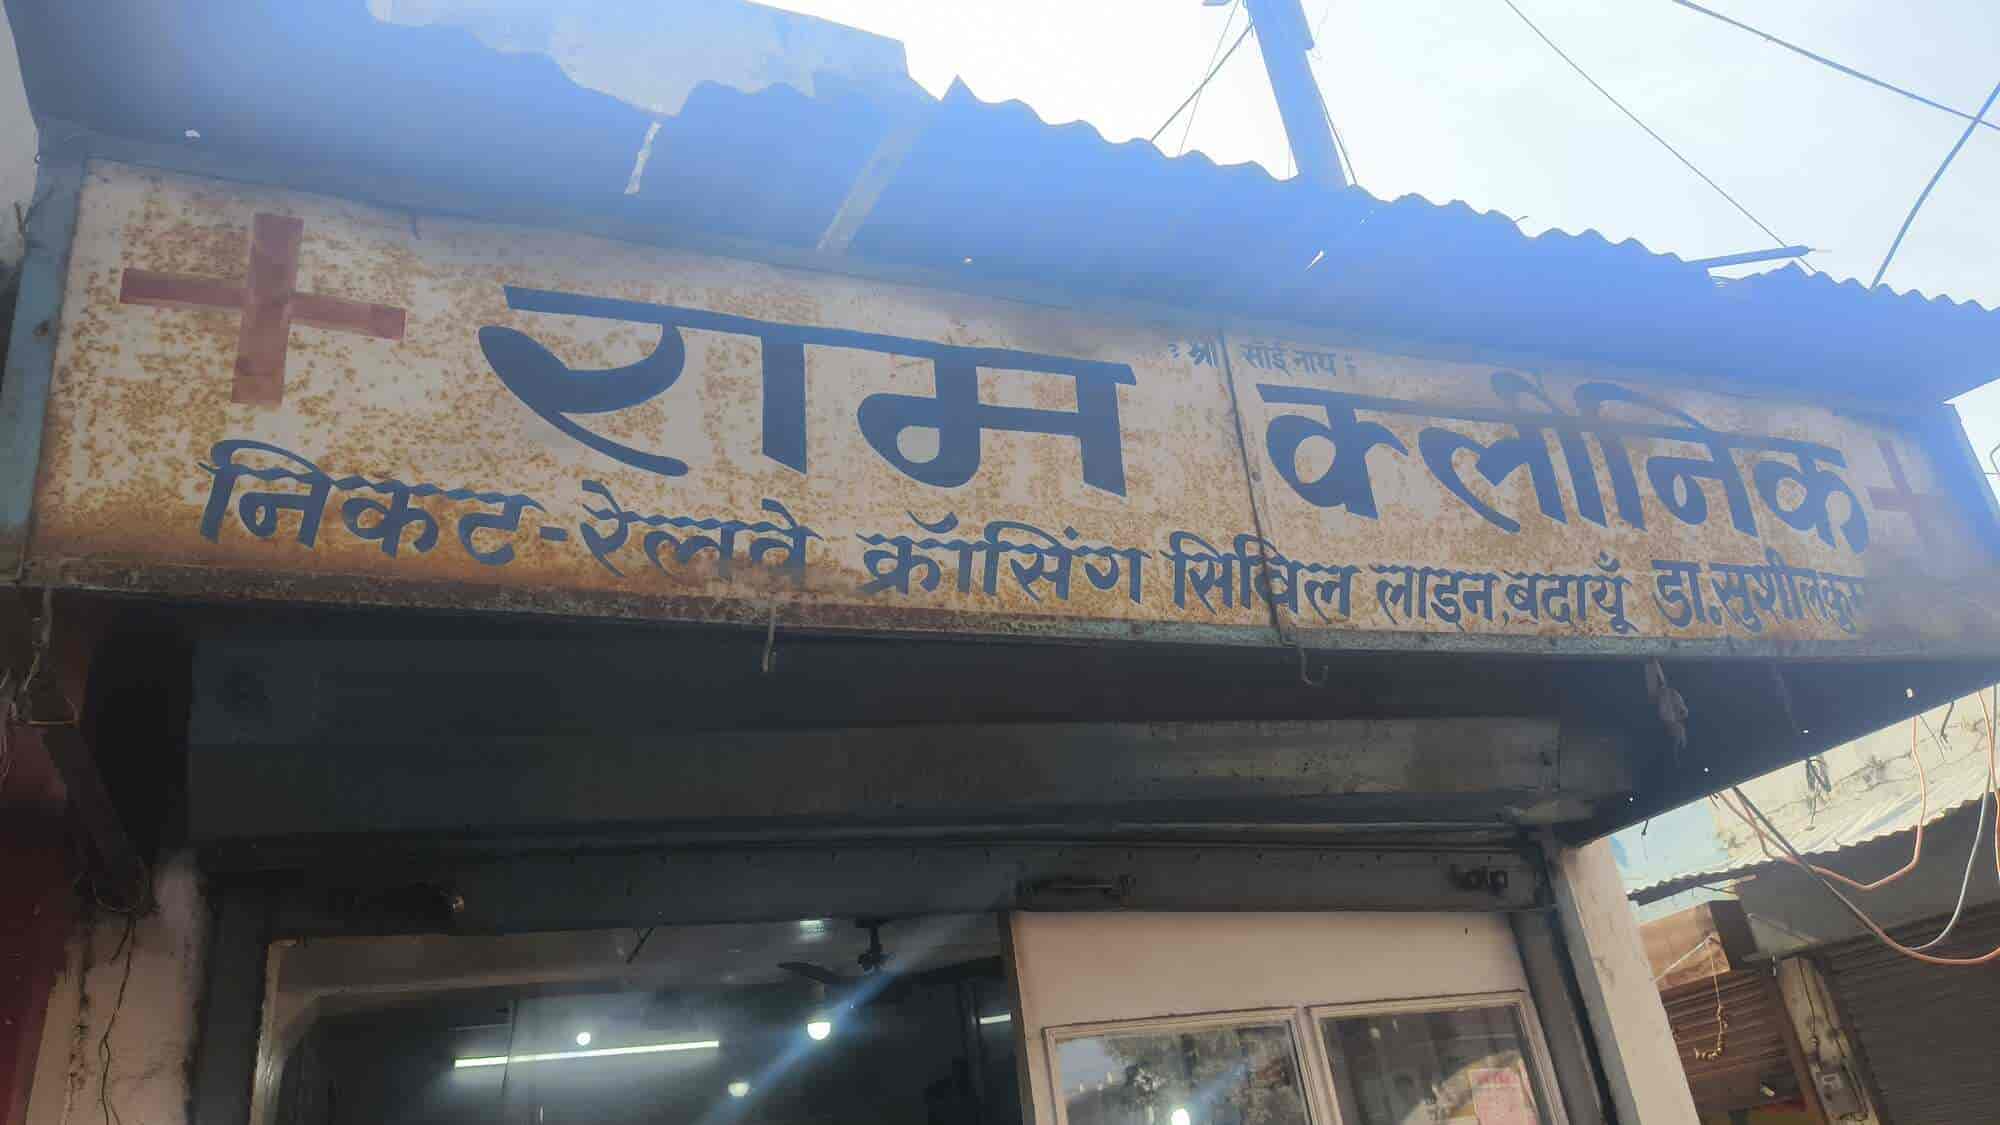 : श्री साँई नाथ :
राम क्लीनिक
निकट-रेलवे क्रॉसिंग सिविल लाइन, बदायूँ डा. सुशील कुम